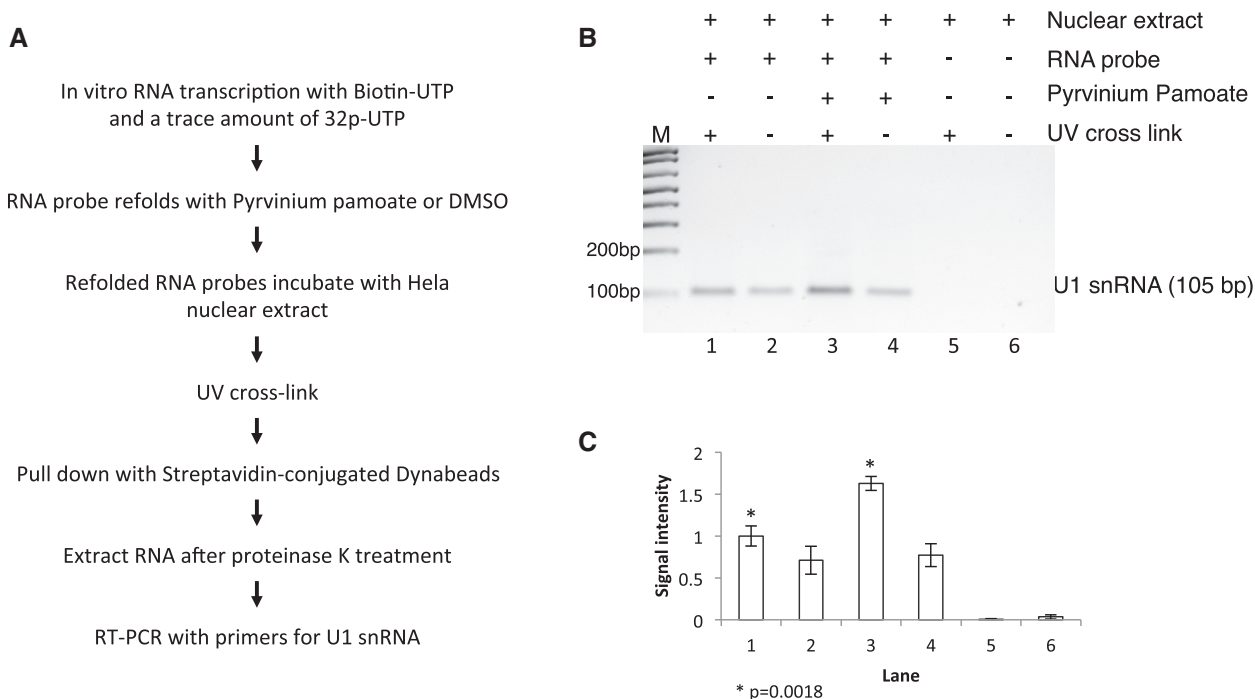 A
In vitro RNA transcription with Biotin-UTP
and a trace amount of 32p-UTP
RNA probe refolds with Pyrvinium pamoate or DMSO
Refolded RNA probes incubate with Hela
nuclear extract
UV cross-link
Pull down with Streptavidin-conjugated Dynabeads
Extract RNA after proteinase K treatment
RT-PCR with primers for U1 snRNA
B
+ + + + + + Nuclear extract
+ + + + - - RNA probe
- - + + - - Pyrvinium Pamoate
M + - + - + - UV cross link
200bp
100bp
U1 snRNA (105 bp)
1 2 3 4 5 6
C
Signal intensity
2
1.5
1
0.5
0
* *
1 2 3 4 5 6
Lane
* p=0.0018